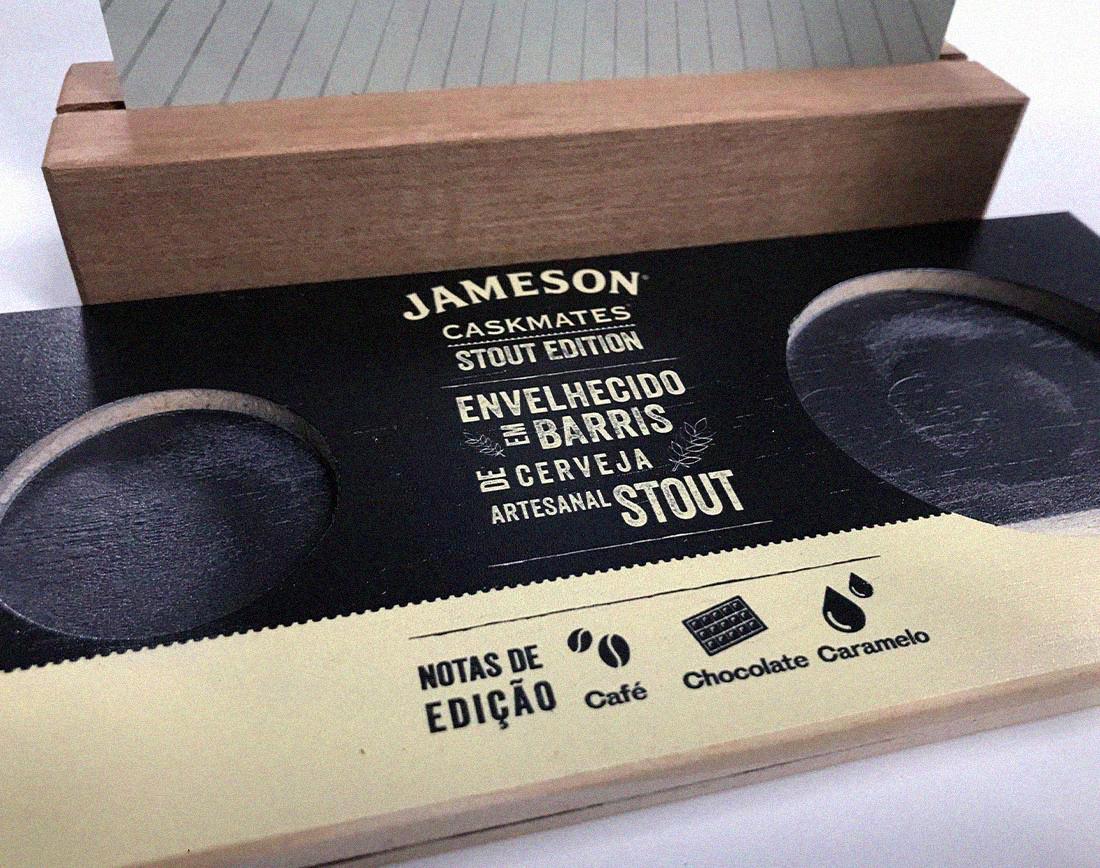 JAMESON®
CASKMATES
STOUT EDITION
ENVELHECIDO
EM BARRIS
DE CERVEJA
ARTESANAL STOUT
NOTAS DE
EDIÇÃO
Café
Chocolate
Caramelo